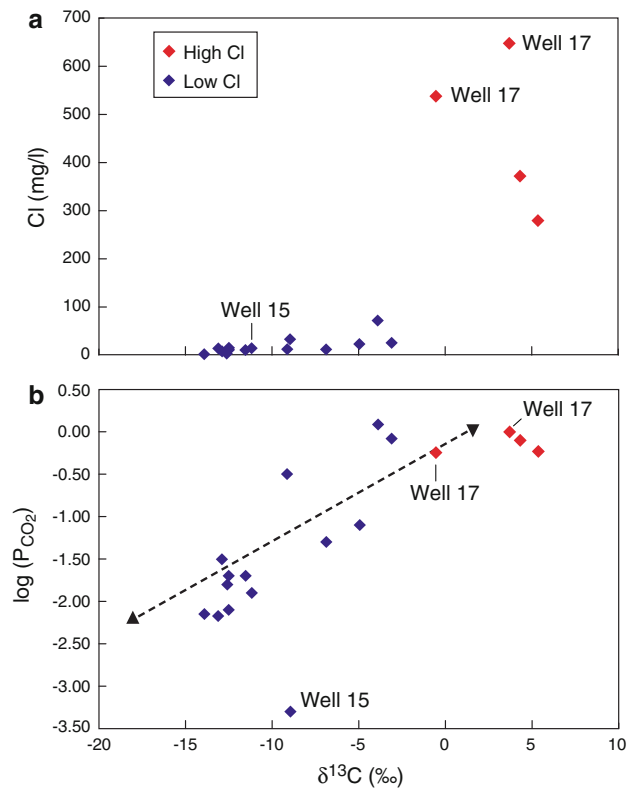 a
700
600
500
400
300
200
100
0
Cl (mg/l)
High Cl
Low Cl
Well 17
Well 17
Well 15
b
0.50
0.00
-0.50
-1.00
-1.50
-2.00
-2.50
-3.00
-3.50
log (PCO2)
Well 17
Well 17
Well 15
-20
-15
-10
-5
0
5
10
δ13C (‰)